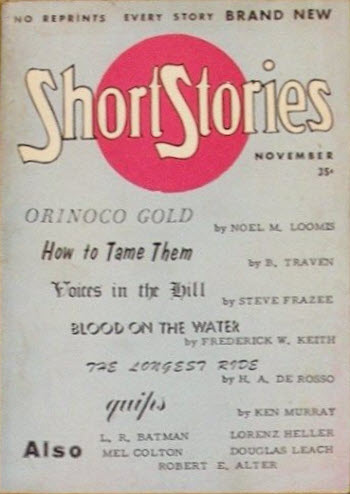 NO REPRINTS EVERY STORY BRAND NEW
Short Stories
NOVEMBER
35¢
ORINOCO GOLD
by NOEL M. LOOMIS
How to Tame Them
by B. TRAVEN
Voices in the Hill
by STEVE FRAZEE
BLOOD ON THE WATER
by FREDERICK W. KEITH
THE LONGEST RIDE
by H. A. DE ROSSO
quips
by KEN MURRAY
Also
L. R. BATMAN LORENZ HELLER
MEL COLTON DOUGLAS LEACH
ROBERT E. ALTER